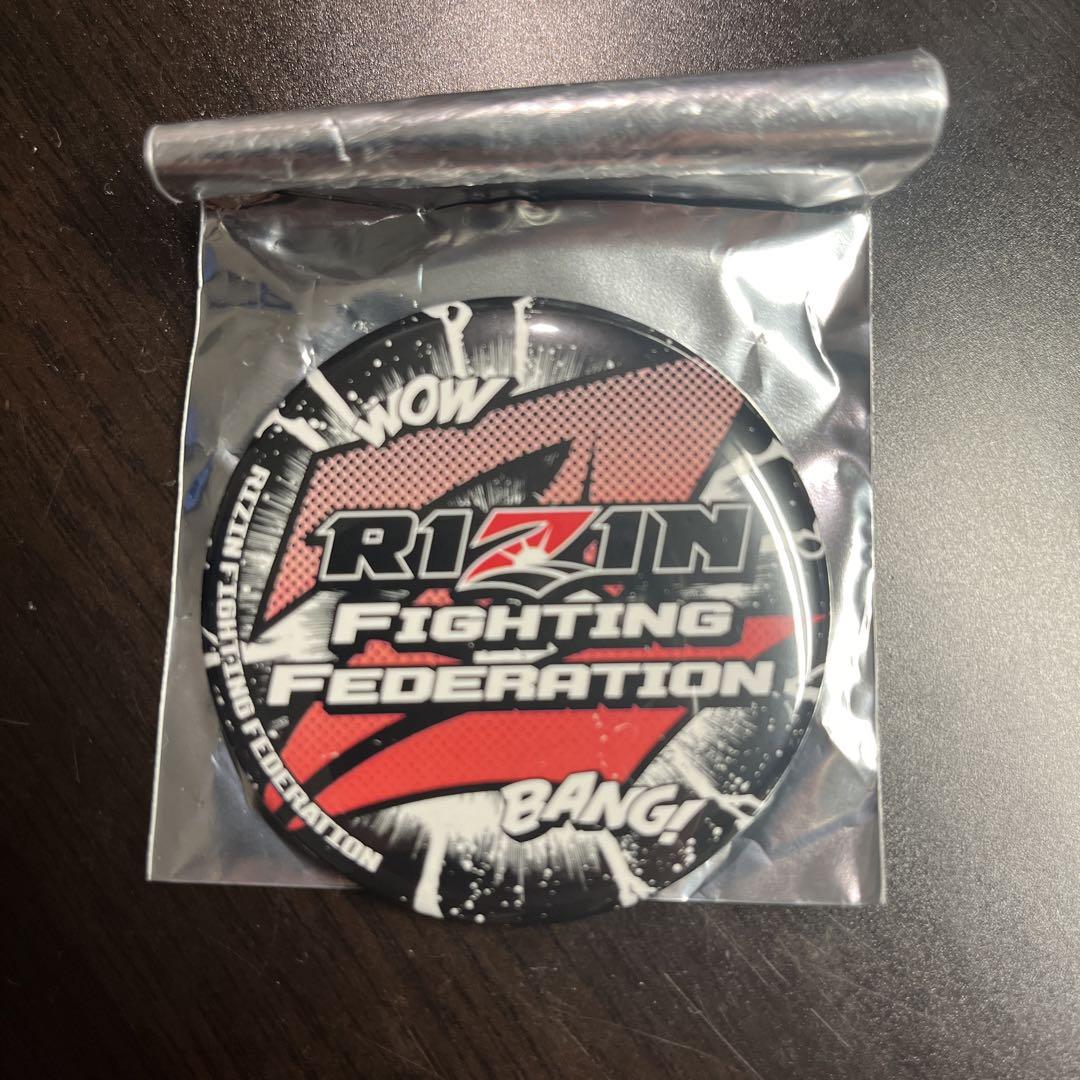 WOW
RIZIN
FIGHTING
FEDERATION
BANG!
RIZIN FIGHTING FEDERATION